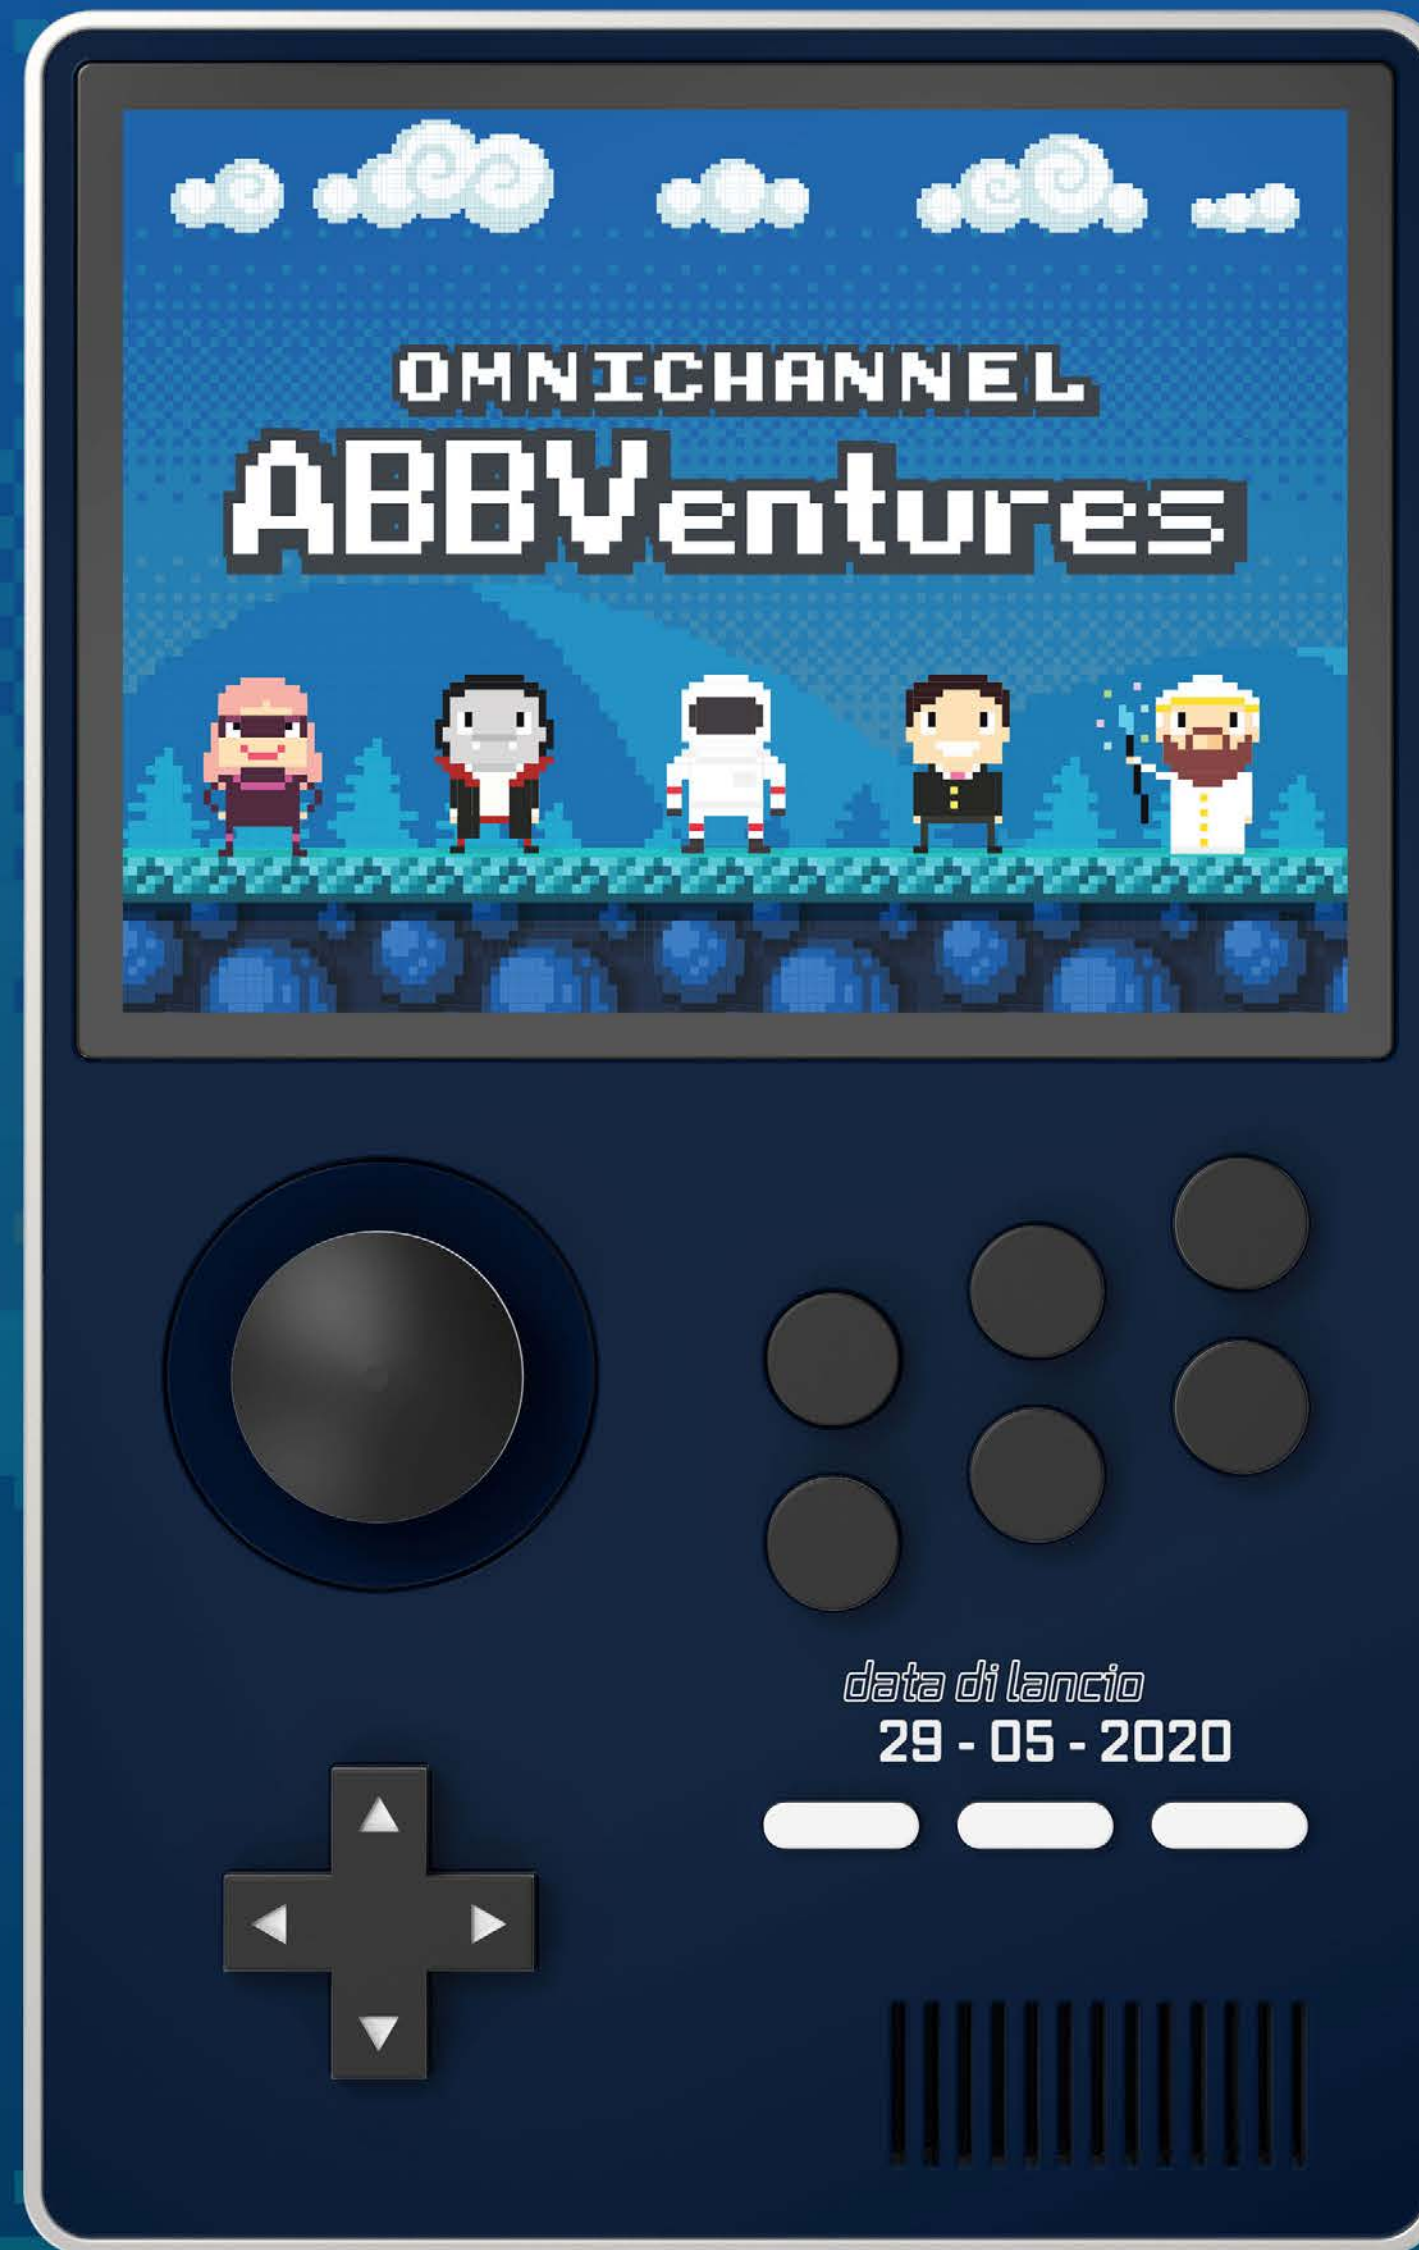 OMNICHANNEL
ABBVentures
data di lancio
29 - 05 - 2020